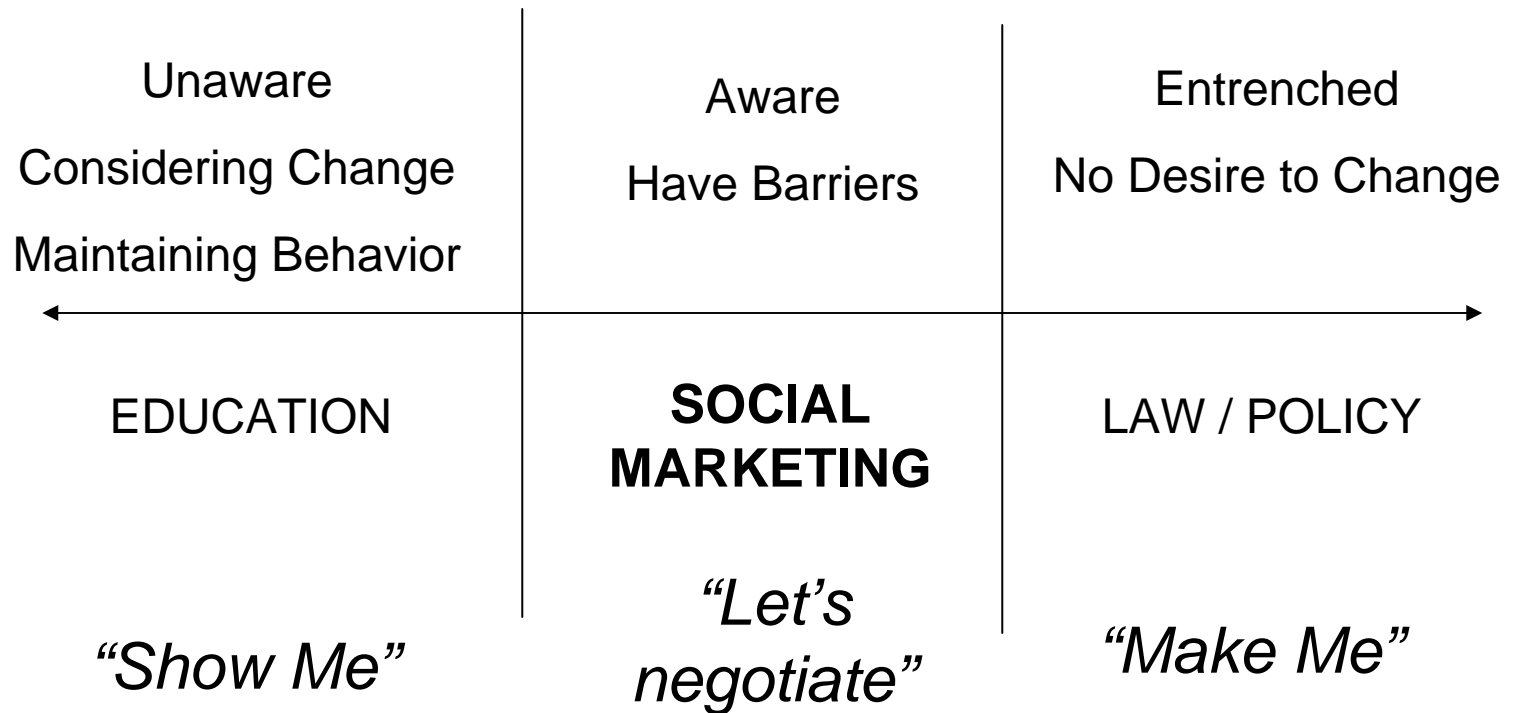 Unaware
Considering Change
Maintaining Behavior
Aware
Have Barriers
Entrenched
No Desire to Change
EDUCATION
SOCIAL
MARKETING
LAW / POLICY
“Show Me”
“Let’s
negotiate”
“Make Me”